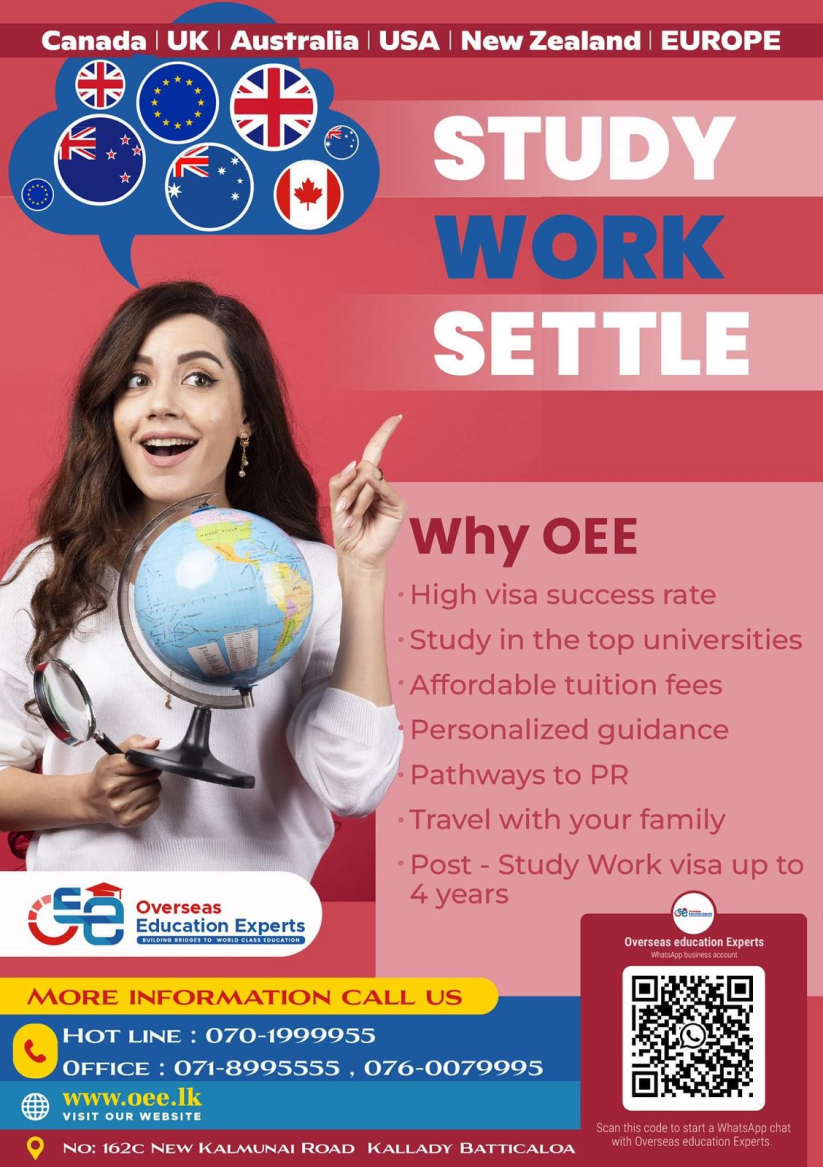 Canada | UK | Australia | USA | New Zealand | EUROPE
STUDY
WORK
SETTLE
Why OEE
• High visa success rate
• Study in the top universities
• Affordable tuition fees
• Personalized guidance
• Pathways to PR
• Travel with your family
• Post - Study Work visa up to
4 years
oee
Overseas
Education Experts
BUILDING BRIDGES TO WORLD CLASS EDUCATION
Overseas education Experts
WhatsApp business account
MORE INFORMATION CALL US
HOT LINE : 070-1999955
OFFICE : 071-8995555 , 076-0079995
www.oee.lk
VISIT OUR WEBSITE
NO: 162C NEW KALMUNAI ROAD KALLADY BATTICALOA
Scan this code to start a WhatsApp chat
with Overseas education Experts.